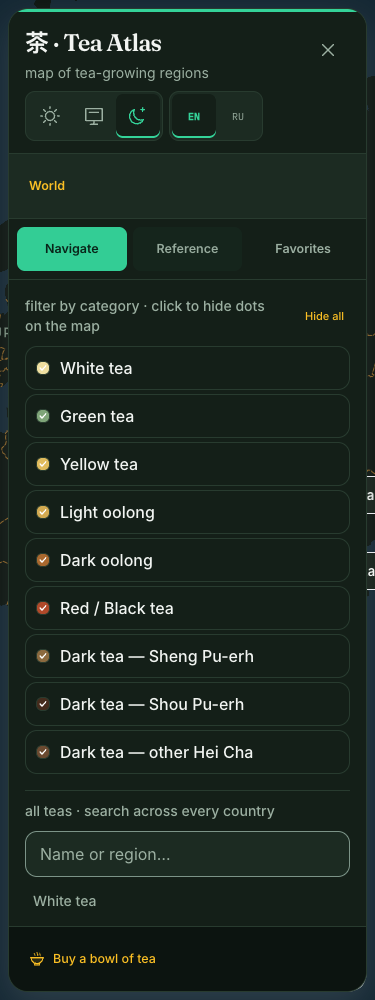 茶 · Tea Atlas
map of tea-growing regions
EN RU
World
Navigate Reference Favorites
filter by category · click to hide dots
on the map
Hide all
White tea
Green tea
Yellow tea
Light oolong
Dark oolong
Red / Black tea
Dark tea — Sheng Pu-erh
Dark tea — Shou Pu-erh
Dark tea — other Hei Cha
all teas · search across every country
Name or region...
White tea
Buy a bowl of tea